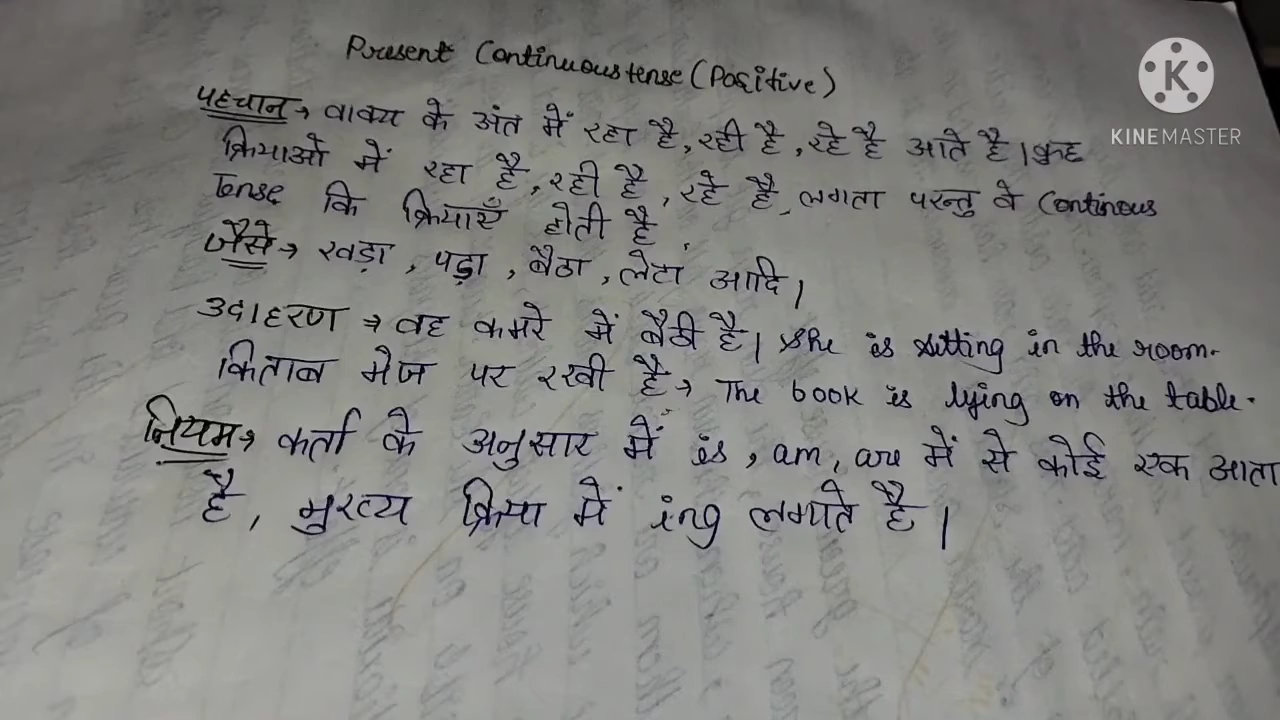 Present Continuous tense (Positive)
पहचान → वाक्य के अंत में रहा है, रही है, रहे है आते है। कुछ
क्रियाओं में रहा है, रही है, रहे है, लगता परन्तु वे Continous
Tense कि क्रियाएँ होती है,
जैसे → खड़ा, पड़ा, बैठा, लेटा आदि।
उदाहरण → वह कमरे में बैठी है। She is sitting in the room.
किताब मेज पर रखी है → The book is lying on the table.
नियम → कर्ता के अनुसार में is, am, are में से कोई एक आता
है, मुख्य क्रिया में ing लगाते है।
K
KINEMASTER